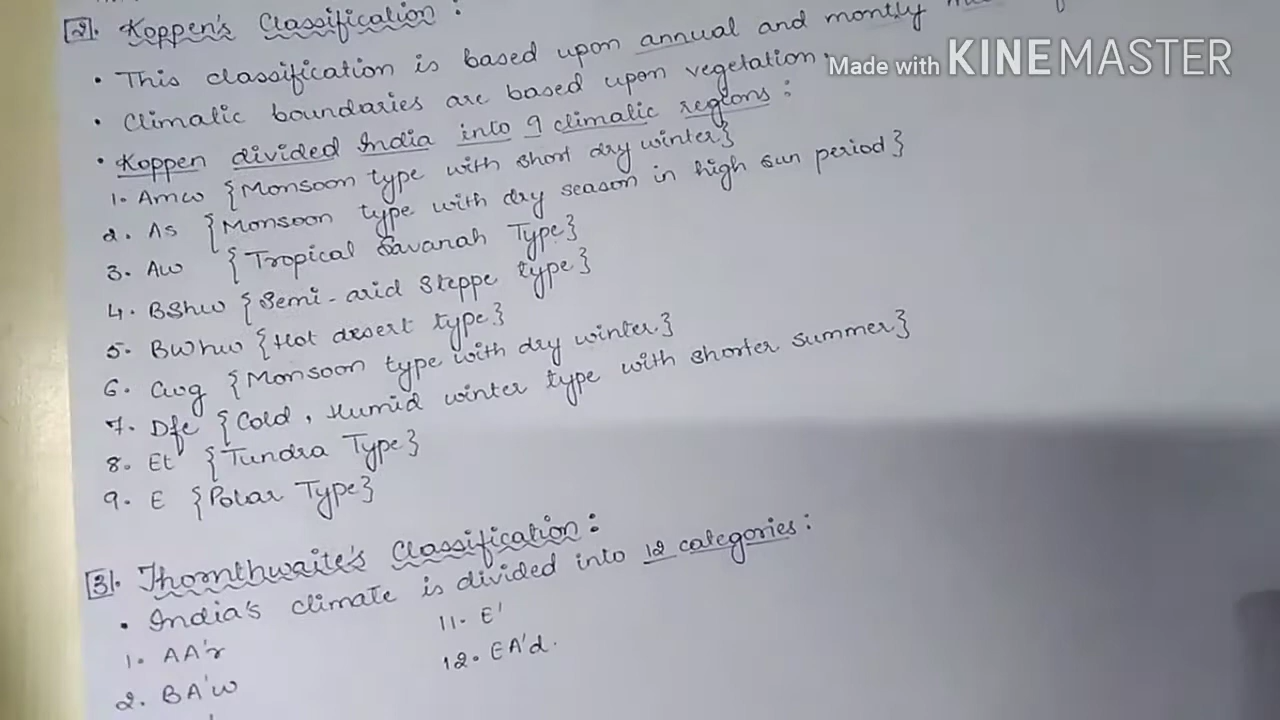 [2]. Koppen's Classification :
• This classification is based upon annual and montly
Made with KINEMASTER
• Climatic boundaries are based upon vegetation.
• Koppen divided India into 9 climatic regions :
1. Amw {Monsoon type with short dry winter}
2. As {Monsoon type with dry season in high sun period}
3. Aw {Tropical Savanah Type}
4. BShw {Semi-arid Steppe type}
5. BWhw {Hot desert type}
6. Cwg {Monsoon type with dry winter}
7. Dfc {Cold, Humid winter type with shorter summer}
8. Et {Tundra Type}
9. E {Polar Type}
[3]. Thornthwaite's Classification :
• India's climate is divided into 12 categories :
1. AA'r
11. E'
2. BA'w
12. EA'd.